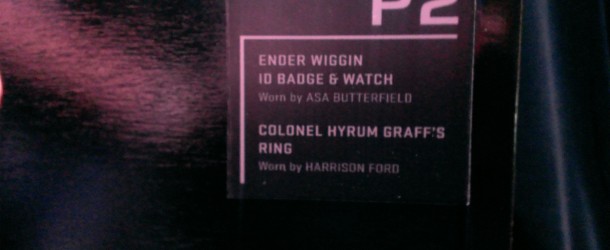 P2
ENDER WIGGIN
ID BADGE & WATCH
Worn by ASA BUTTERFIELD
COLONEL HYRUM GRAFF'S
RING
Worn by HARRISON FORD